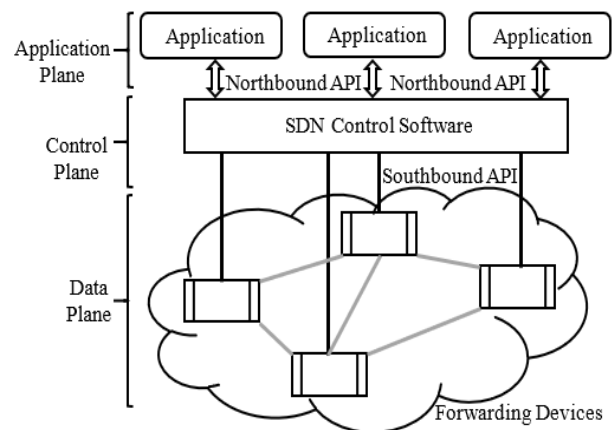 Application
Plane
Application
Application
Application
Northbound API
Northbound API
Control
Plane
SDN Control Software
Southbound API
Data
Plane
Forwarding Devices